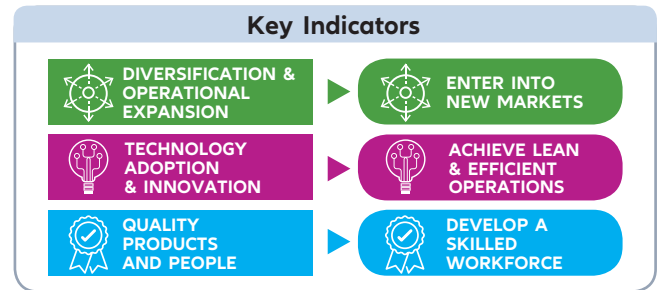 Key Indicators
DIVERSIFICATION &
OPERATIONAL
EXPANSION
ENTER INTO
NEW MARKETS
TECHNOLOGY
ADOPTION
& INNOVATION
ACHIEVE LEAN
& EFFICIENT
OPERATIONS
QUALITY
PRODUCTS
AND PEOPLE
DEVELOP A
SKILLED
WORKFORCE